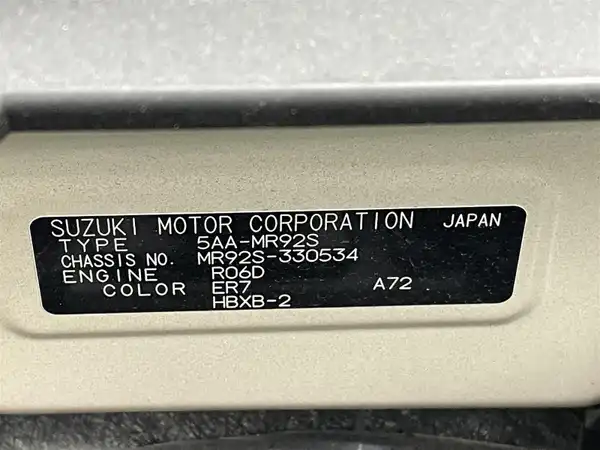 SUZUKI MOTOR CORPORATION JAPAN
TYPE 5AA-MR92S
CHASSIS NO. MR92S-330534
ENGINE R06D
COLOR ER7 A72
HBXB-2